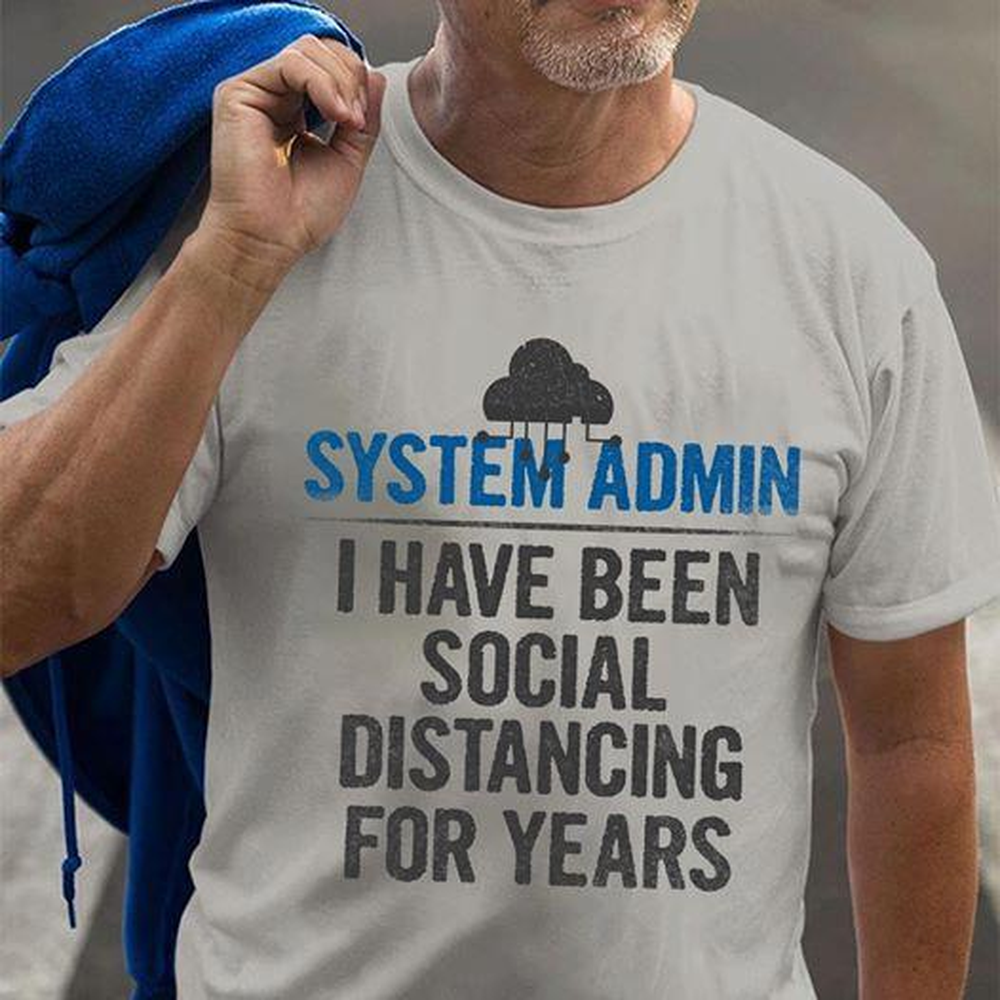 SYSTEM ADMIN
I HAVE BEEN
SOCIAL
DISTANCING
FOR YEARS